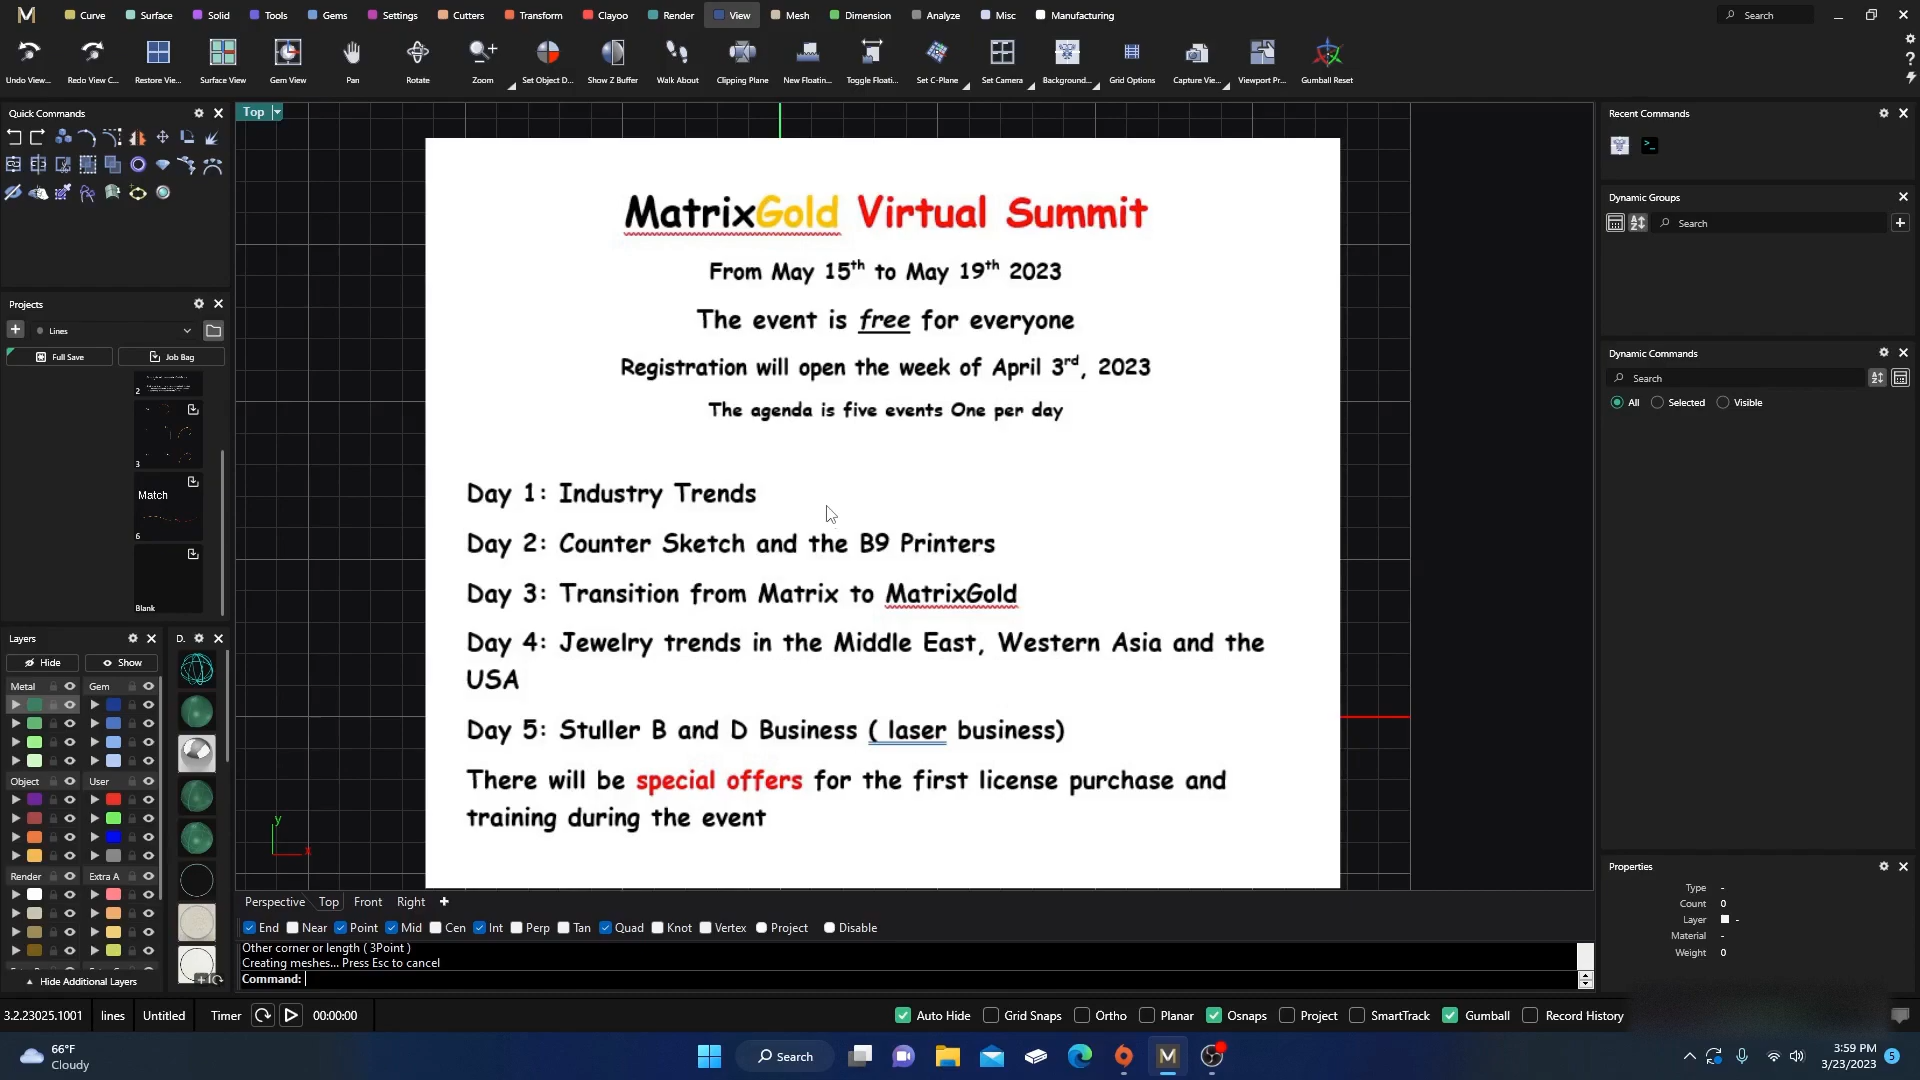 Curve Surface Solid Tools Gems Settings Cutters Transform Clayoo Render View Mesh Dimension Analyze Misc Manufacturing Search
Undo View... Redo View C... Restore Vie... Surface View Gem View Pan Rotate Zoom Set Object D... Show Z Buffer Walk About Clipping Plane New Floatin... Toggle Floati... Set C-Plane Set Camera Background... Grid Options Capture Vie... Viewport Pr... Gumball Reset
Quick Commands
Projects
Lines
Full Save Job Bag
2
3
Match
6
Blank
Layers
D.
Hide Show
Metal Gem
Object User
Render Extra A
Hide Additional Layers
Top
MatrixGold Virtual Summit
From May 15th to May 19th 2023
The event is free for everyone
Registration will open the week of April 3rd, 2023
The agenda is five events One per day
Day 1: Industry Trends
Day 2: Counter Sketch and the B9 Printers
Day 3: Transition from Matrix to MatrixGold
Day 4: Jewelry trends in the Middle East, Western Asia and the
USA
Day 5: Stuller B and D Business ( laser business)
There will be special offers for the first license purchase and
training during the event
y
x
Perspective Top Front Right
End Near Point Mid Cen Int Perp Tan Quad Knot Vertex Project Disable
Other corner or length ( 3Point )
Creating meshes... Press Esc to cancel
Command:
Recent Commands
Dynamic Groups
Search
Dynamic Commands
Search
All Selected Visible
Properties
Type -
Count 0
Layer -
Material -
Weight 0
3.2.23025.1001 lines Untitled Timer 00:00:00 Auto Hide Grid Snaps Ortho Planar Osnaps Project SmartTrack Gumball Record History
66°F
Cloudy
Search
3:59 PM
3/23/2023
5